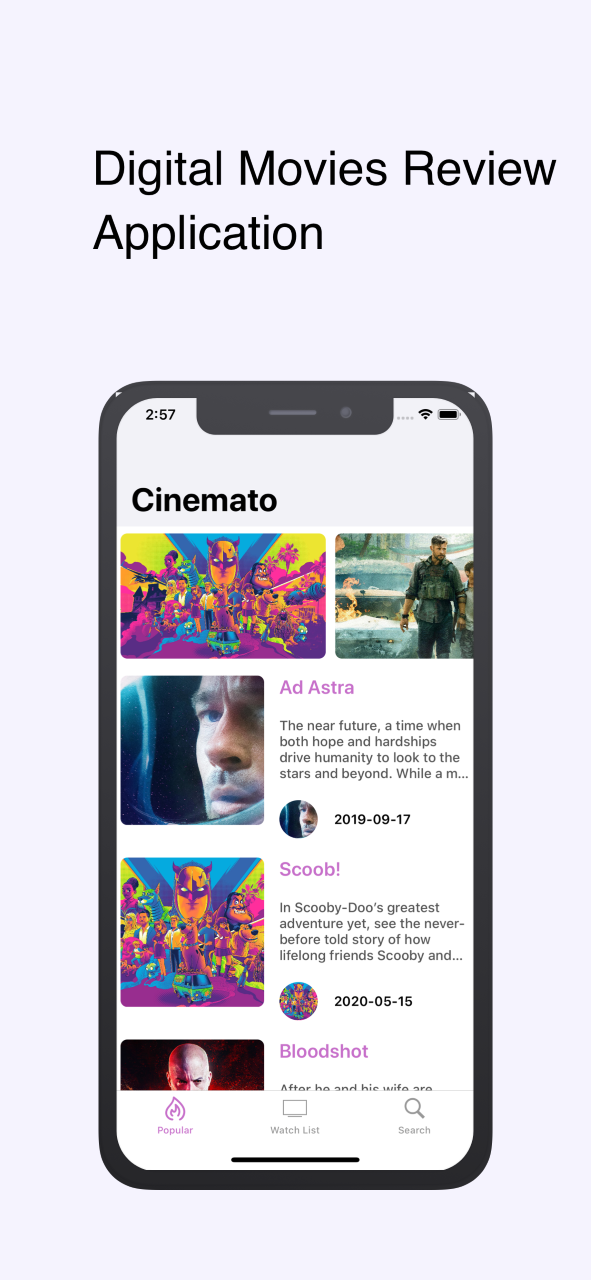 Digital Movies Review
Application
2:57
Cinemato
Ad Astra
The near future, a time when
both hope and hardships
drive humanity to look to the
stars and beyond. While a m...
2019-09-17
Scoob!
In Scooby-Doo's greatest
adventure yet, see the never-
before told story of how
lifelong friends Scooby and...
2020-05-15
Bloodshot
After he and his wife are
Popular
Watch List
Search